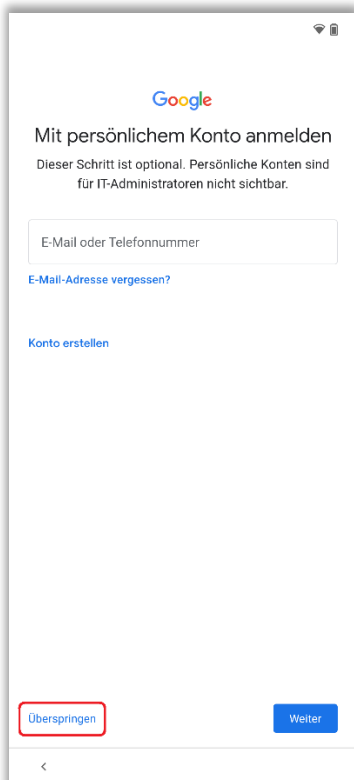 Google
Mit persönlichem Konto anmelden
Dieser Schritt ist optional. Persönliche Konten sind
für IT-Administratoren nicht sichtbar.
E-Mail oder Telefonnummer
E-Mail-Adresse vergessen?
Konto erstellen
Überspringen
Weiter